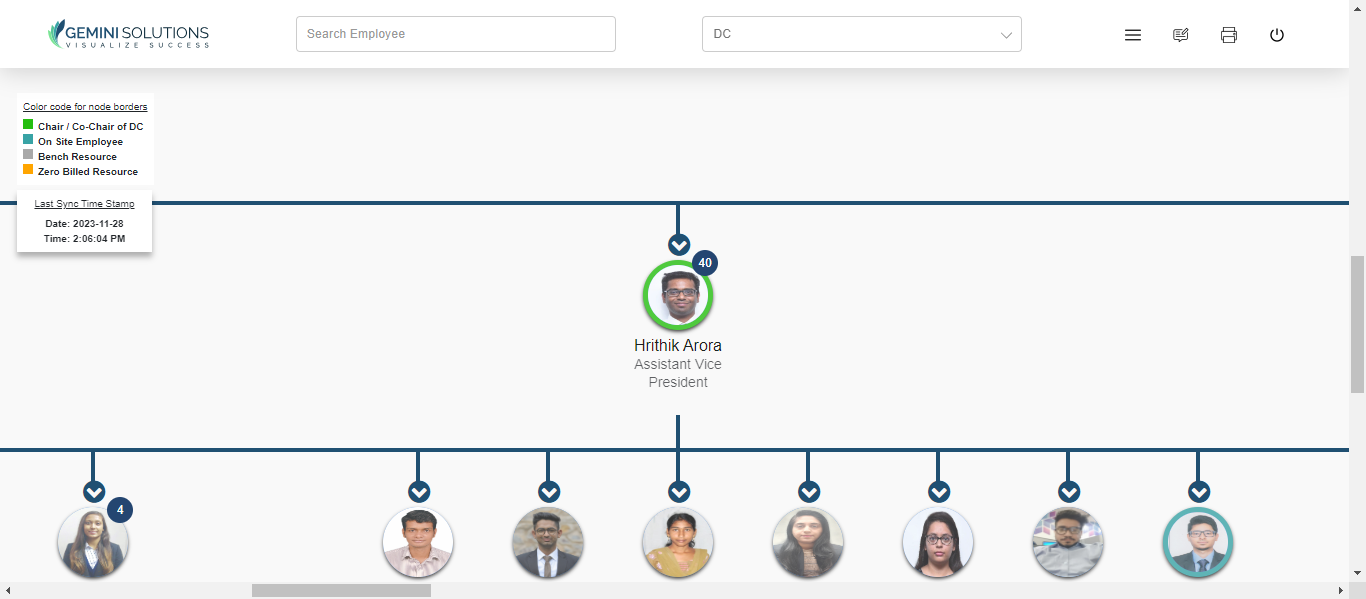 GEMINI SOLUTIONS
VISUALIZE SUCCESS
Search Employee
DC
Color code for node borders
Chair / Co-Chair of DC
On Site Employee
Bench Resource
Zero Billed Resource
Last Sync Time Stamp
Date: 2023-11-28
Time: 2:06:04 PM
40
Hrithik Arora
Assistant Vice
President
4